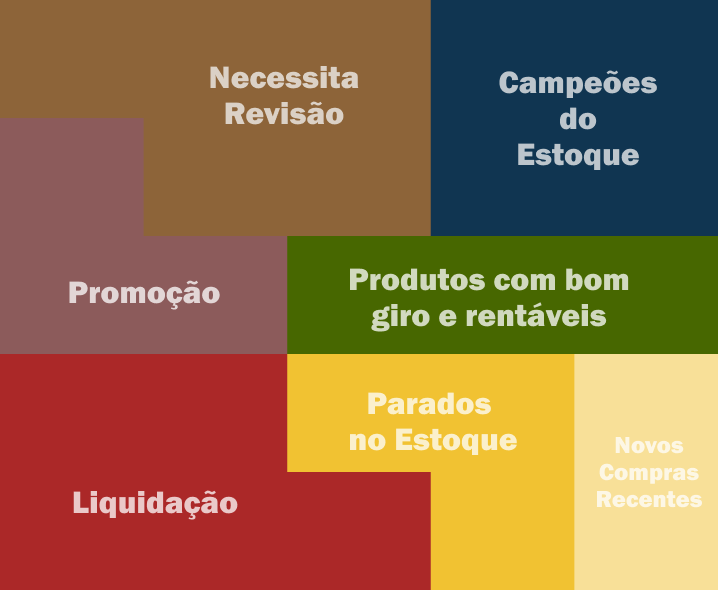 Necessita
Revisão
Campeões
do
Estoque
Promoção
Produtos com bom
giro e rentáveis
Parados
no Estoque
Novos
Compras
Recentes
Liquidação